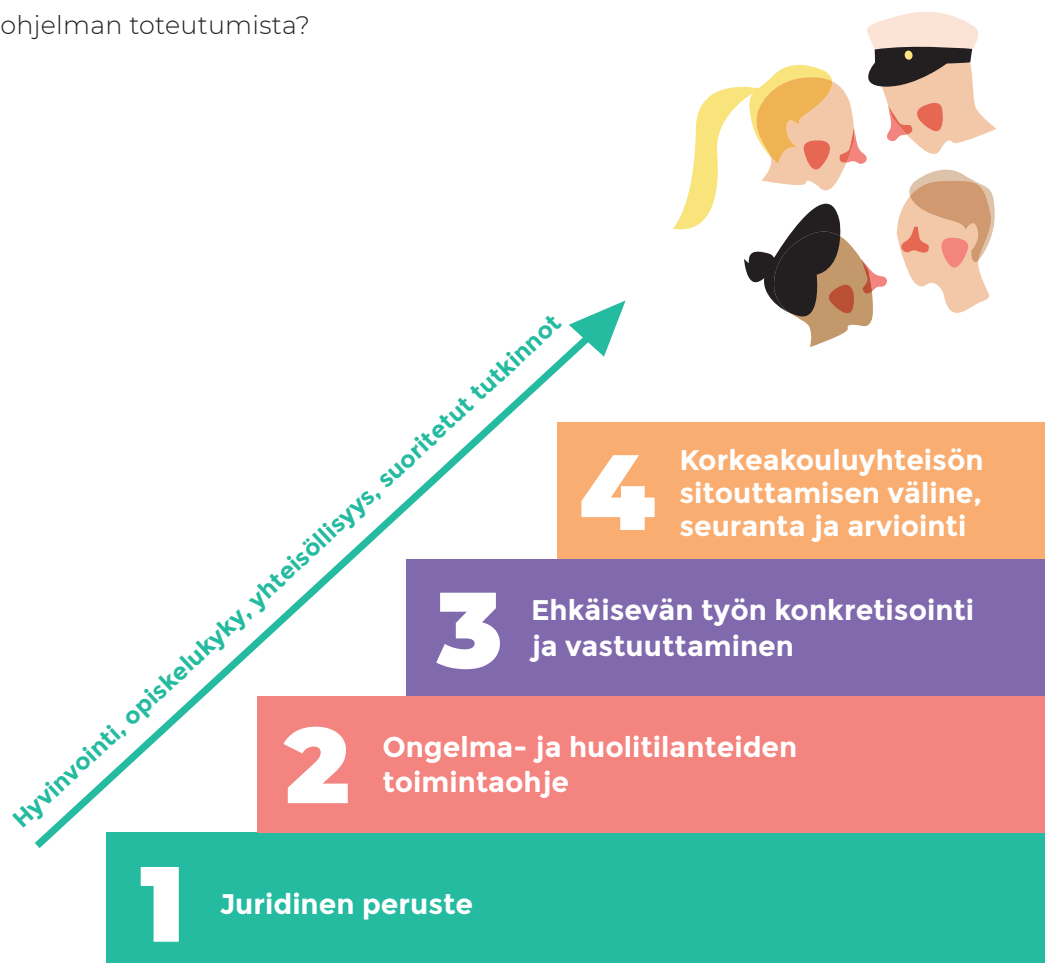 ohjelman toteutumista?
Hyvinvointi, opiskelukyky, yhteisöllisyys, suoritetut tutkinnot
4
Korkeakouluyhteisön
sitouttamisen väline,
seuranta ja arviointi
3
Ehkäisevän työn konkretisointi
ja vastuuttaminen
2
Ongelma- ja huolitilanteiden
toimintaohje
1
Juridinen peruste